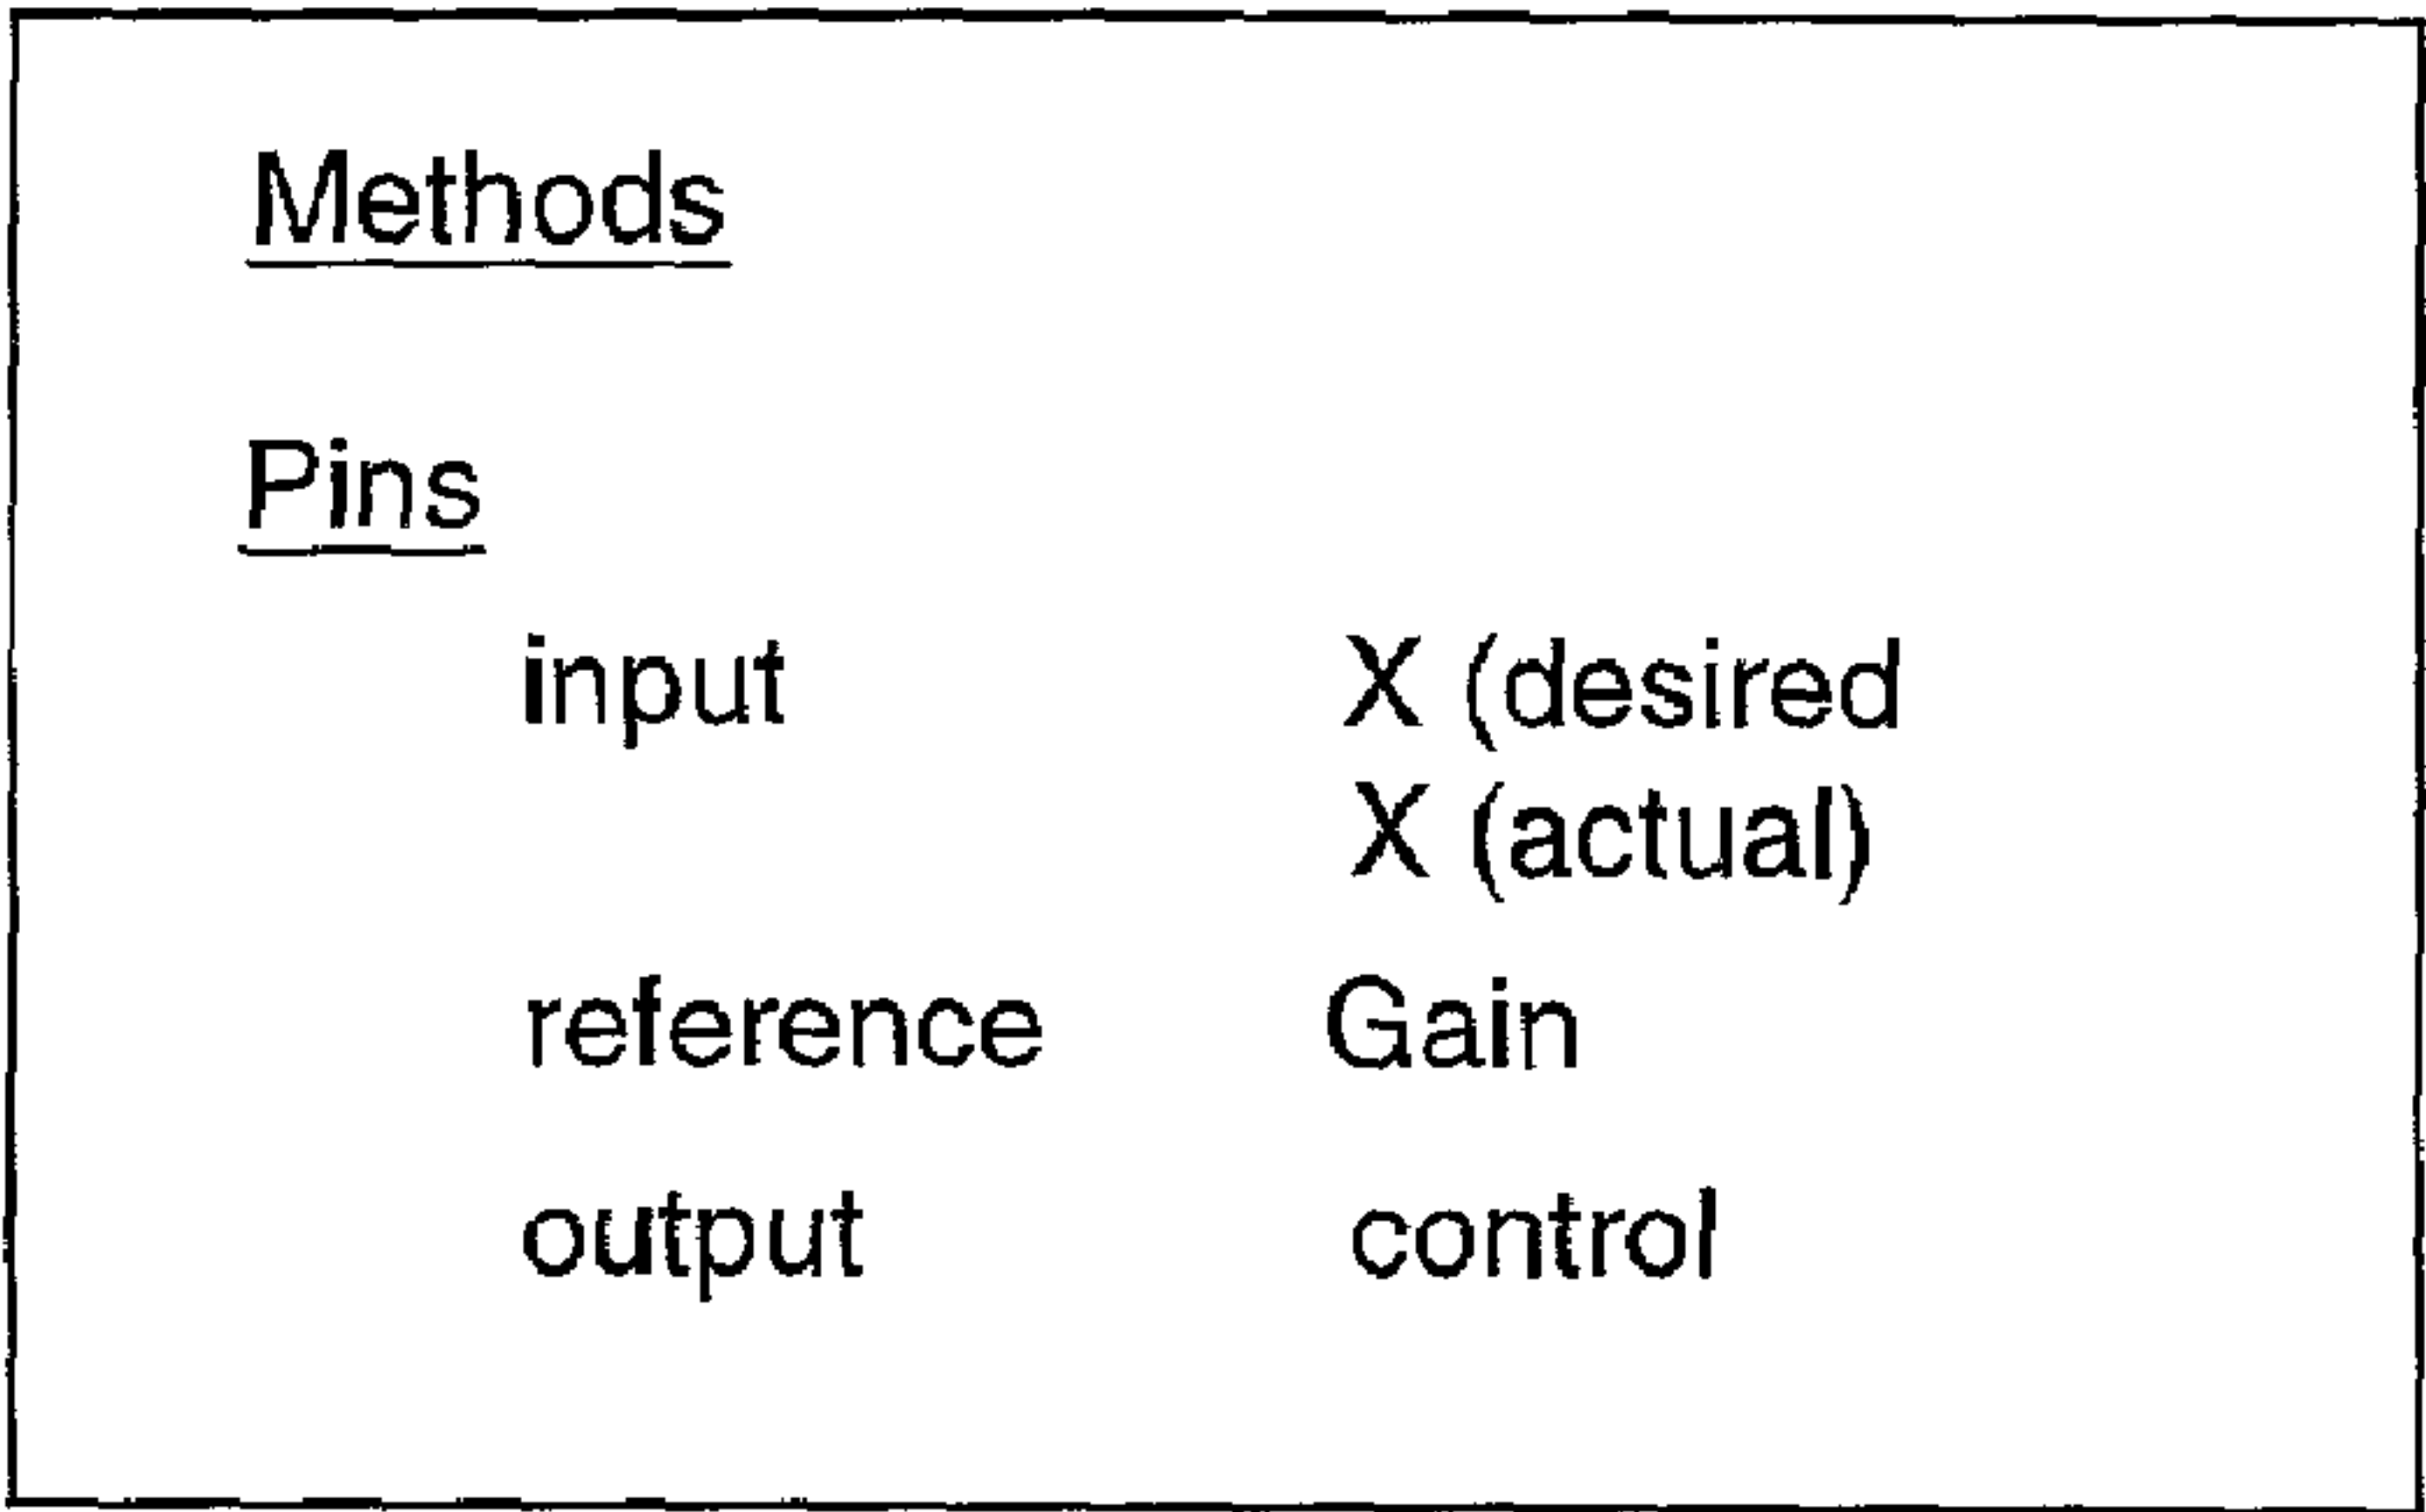 Methods
Pins
input X (desired
X (actual)
reference Gain
output control